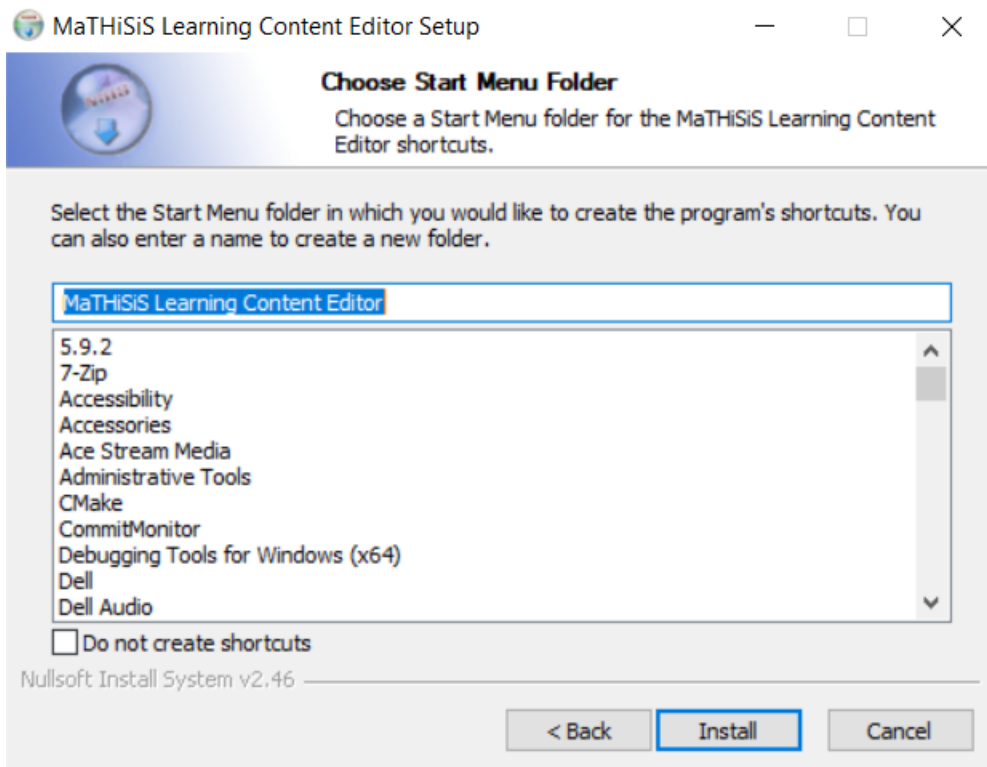 MaTHiSiS Learning Content Editor Setup
Choose Start Menu Folder
Choose a Start Menu folder for the MaTHiSiS Learning Content
Editor shortcuts.
Select the Start Menu folder in which you would like to create the program's shortcuts. You
can also enter a name to create a new folder.
MaTHiSiS Learning Content Editor
5.9.2
7-Zip
Accessibility
Accessories
Ace Stream Media
Administrative Tools
CMake
CommitMonitor
Debugging Tools for Windows (x64)
Dell
Dell Audio
Do not create shortcuts
Nullsoft Install System v2.46
< Back
Install
Cancel